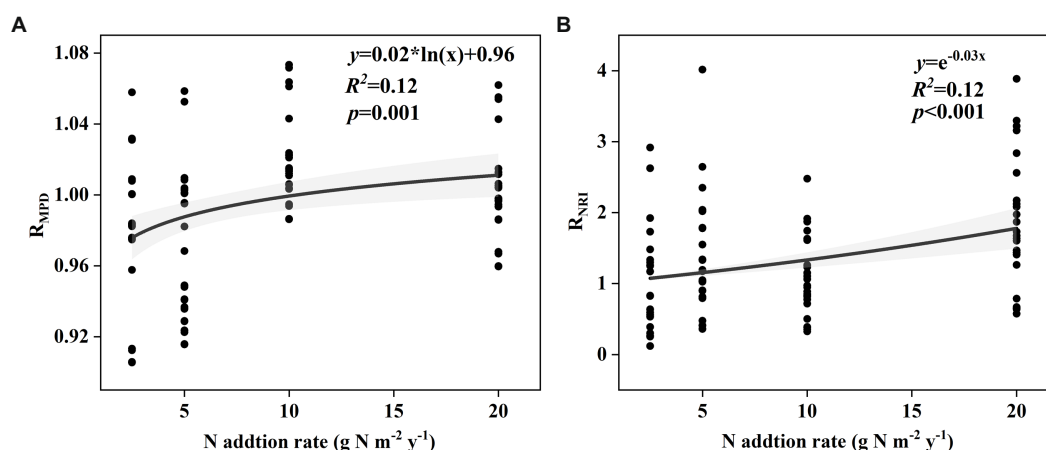 A
y=0.02*ln(x)+0.96
R²=0.12
p=0.001
R_MPD
1.08
1.04
1.00
0.96
0.92
5
10
15
20
N addtion rate (g N m⁻² y⁻¹)
B
y=e^-0.03x
R²=0.12
p<0.001
R_NRI
4
3
2
1
0
5
10
15
20
N addtion rate (g N m⁻² y⁻¹)